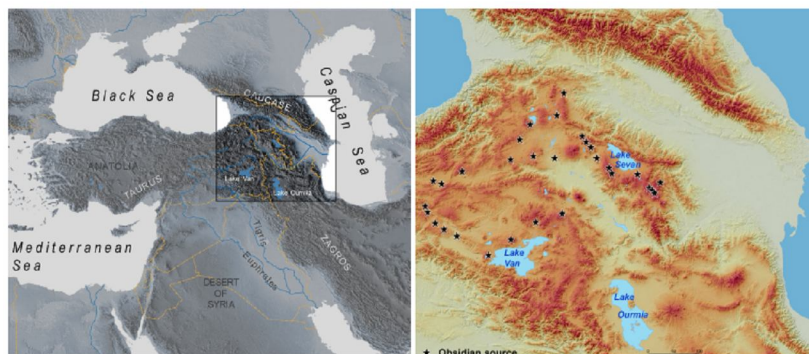 Black Sea
CAUCASE
Caspian Sea
ANATOLIA
TAURUS
Lake Van
Lake Ourmia
Mediterranean
Sea
Tigris
Euphrates
ZAGROS
DESERT
OF
SYRIA
Lake
Sevan
Lake
Van
Lake
Ourmia
★ Obsidian source